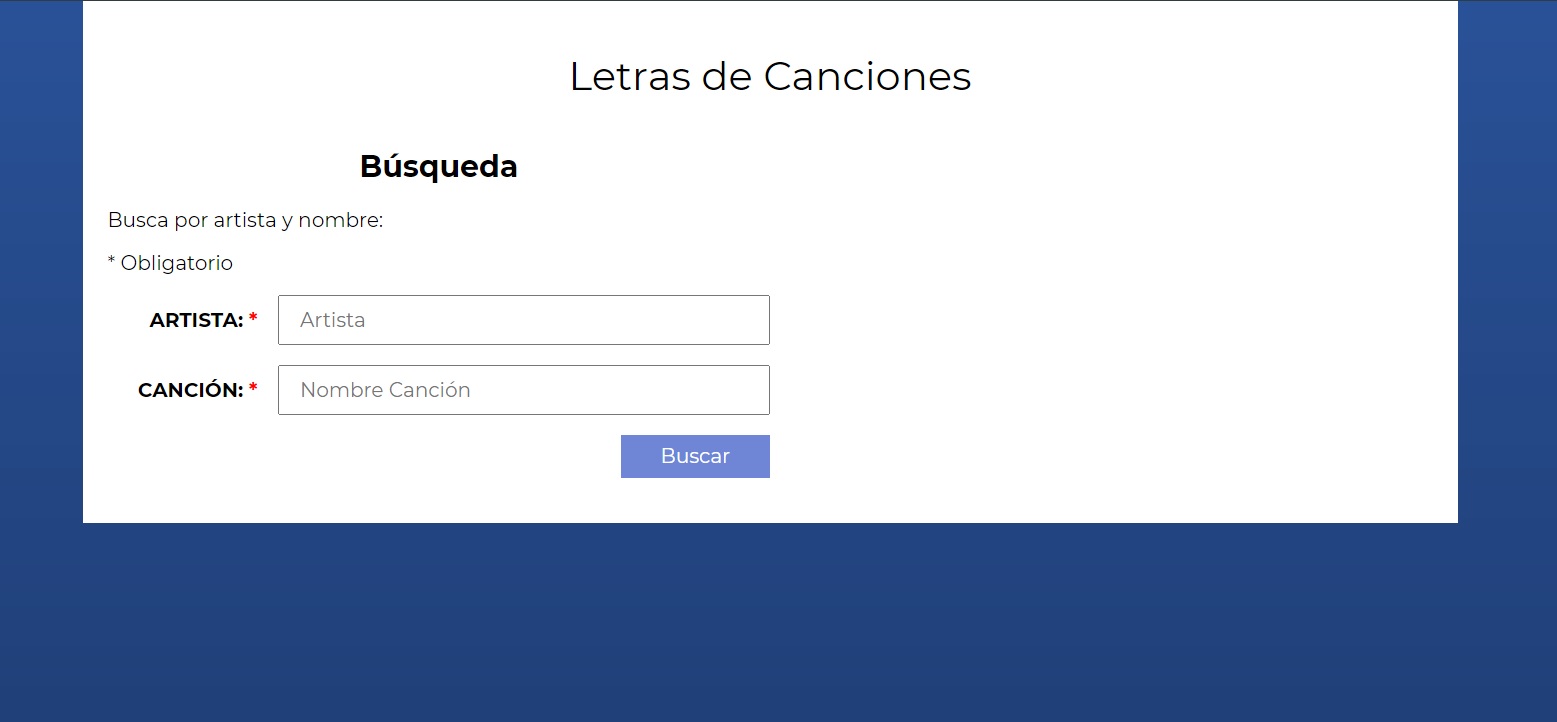 Letras de Canciones
Búsqueda
Busca por artista y nombre:
* Obligatorio
ARTISTA: * Artista
CANCIÓN: * Nombre Canción
Buscar